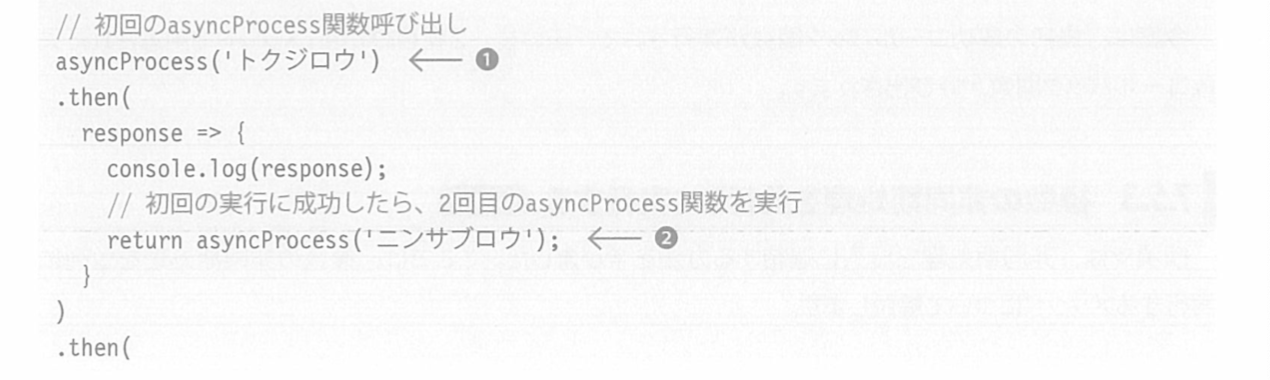 // 初回のasyncProcess関数呼び出し
asyncProcess('トクジロウ') ← ❶
.then(
  response => {
    console.log(response);
    // 初回の実行に成功したら、2回目のasyncProcess関数を実行
    return asyncProcess('ニンサブロウ'); ← ❷
  }
)
.then(